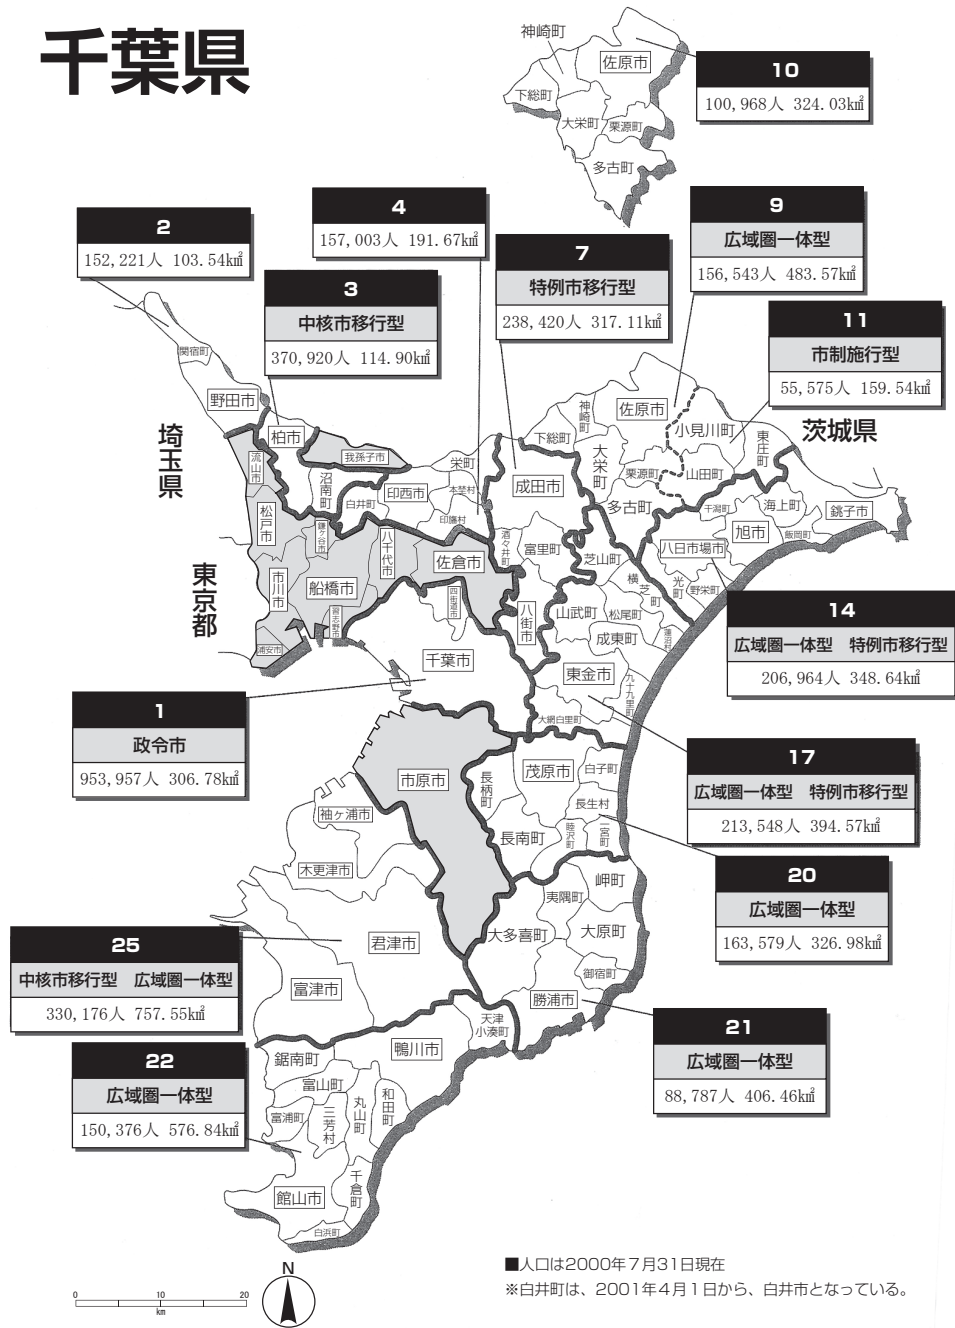 千葉県
神崎町
佐原市
下総町
大栄町
栗源町
多古町
10
100,968人 324.03k㎡
4
157,003人 191.67k㎡
2
152,221人 103.54k㎡
3
中核市移行型
370,920人 114.90k㎡
7
特例市移行型
238,420人 317.11k㎡
9
広域圏一体型
156,543人 483.57k㎡
11
市制施行型
55,575人 159.54k㎡
関宿町
野田市
埼玉県
柏市
我孫子市
流山市
沼南町
白井町
印西市
栄町
本埜村
印旛村
松戸市
鎌ヶ谷市
八千代市
佐倉市
市川市
船橋市
習志野市
浦安市
東京都
四街道市
千葉市
成田市
下総町
神崎町
佐原市
小見川町
東庄町
茨城県
大栄町
栗源町
山田町
多古町
干潟町
海上町
銚子市
旭市
飯岡町
八日市場市
光町
野栄町
酒々井町
富里町
芝山町
横芝町
八街市
山武町
松尾町
成東町
蓮沼村
東金市
九十九里町
大網白里町
14
広域圏一体型 特例市移行型
206,964人 348.64k㎡
1
政令市
953,957人 306.78k㎡
17
広域圏一体型 特例市移行型
213,548人 394.57k㎡
市原市
長柄町
茂原市
白子町
長生村
長南町
睦沢町
一宮町
20
広域圏一体型
163,579人 326.98k㎡
袖ヶ浦市
木更津市
君津市
富津市
25
中核市移行型 広域圏一体型
330,176人 757.55k㎡
夷隅町
岬町
大多喜町
大原町
御宿町
勝浦市
21
広域圏一体型
88,787人 406.46k㎡
天津小湊町
鴨川市
鋸南町
富山町
富浦町
三芳村
丸山町
和田町
22
広域圏一体型
150,376人 576.84k㎡
館山市
千倉町
白浜町
■人口は2000年7月31日現在
※白井町は、2001年4月1日から、白井市となっている。
0 10 20
km
N